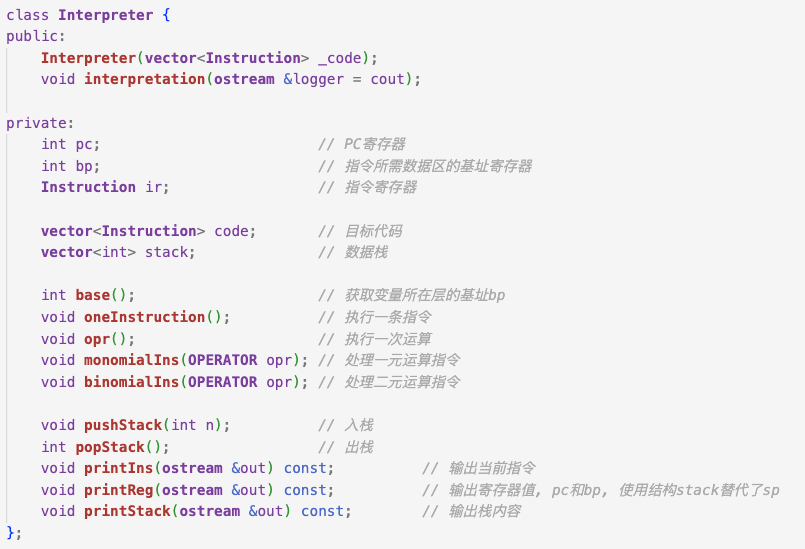 class Interpreter {
public:
    Interpreter(vector<Instruction> _code);
    void interpretation(ostream &logger = cout);

private:
    int pc;                         // PC寄存器
    int bp;                         // 指令所需数据区的基址寄存器
    Instruction ir;                 // 指令寄存器

    vector<Instruction> code;       // 目标代码
    vector<int> stack;              // 数据栈

    int base();                     // 获取变量所在层的基址bp
    void oneInstruction();          // 执行一条指令
    void opr();                     // 执行一次运算
    void monomialIns(OPERATOR opr); // 处理一元运算指令
    void binomialIns(OPERATOR opr); // 处理二元运算指令

    void pushStack(int n);          // 入栈
    int popStack();                 // 出栈
    void printIns(ostream &out) const;          // 输出当前指令
    void printReg(ostream &out) const;          // 输出寄存器值, pc和bp, 使用结构stack替代了sp
    void printStack(ostream &out) const;        // 输出栈内容
};